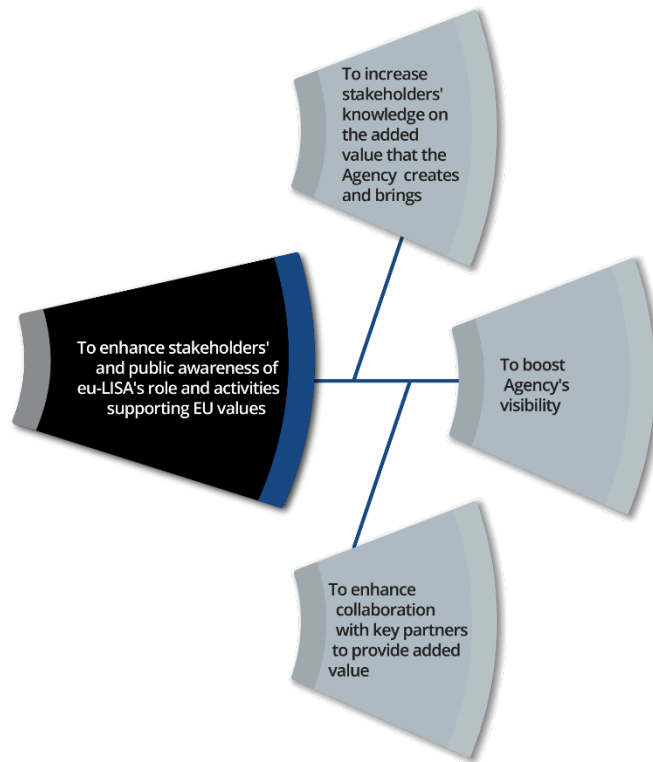 To increase
stakeholders'
knowledge on
the added
value that the
Agency creates
and brings
To enhance stakeholders'
and public awareness of
eu-LISA's role and activities
supporting EU values
To boost
Agency's
visibility
To enhance
collaboration
with key partners
to provide added
value